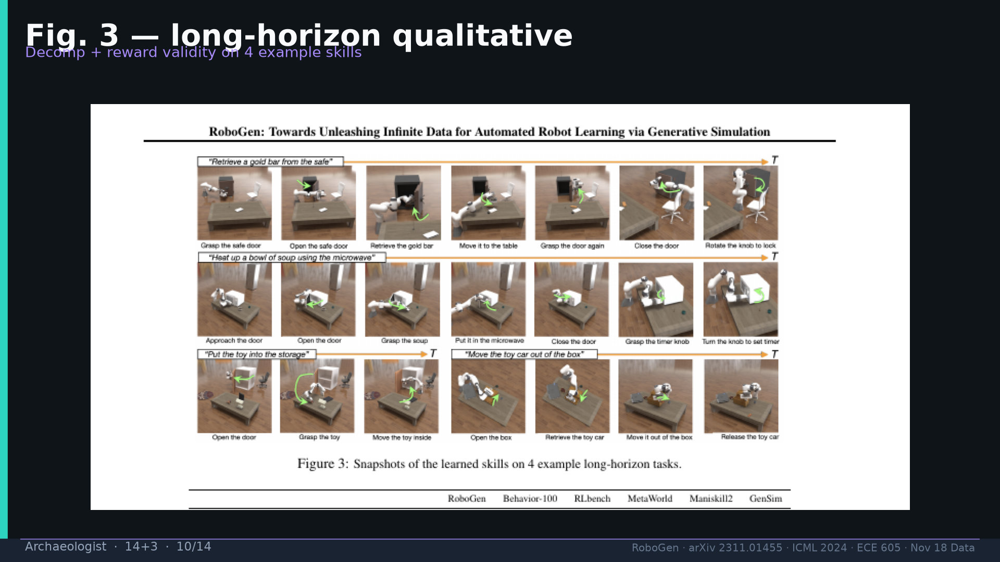 Fig. 3 — long-horizon qualitative
Decomp + reward validity on 4 example skills
RoboGen: Towards Unleashing Infinite Data for Automated Robot Learning via Generative Simulation
"Retrieve a gold bar from the safe" T
Grasp the safe door Open the safe door Retrieve the gold bar Move it to the table Grasp the door again Close the door Rotate the knob to lock
"Heat up a bowl of soup using the microwave" T
Approach the door Open the door Grasp the soup Put it in the microwave Close the door Grasp the timer knob Turn the knob to set timer
"Put the toy into the storage" T "Move the toy car out of the box" T
Open the door Grasp the toy Move the toy inside Open the box Retrieve the toy car Move it out of the box Release the toy car
Figure 3: Snapshots of the learned skills on 4 example long-horizon tasks.
RoboGen Behavior-100 RLbench MetaWorld Maniskill2 GenSim
Archaeologist · 14+3 · 10/14
RoboGen · arXiv 2311.01455 · ICML 2024 · ECE 605 · Nov 18 Data